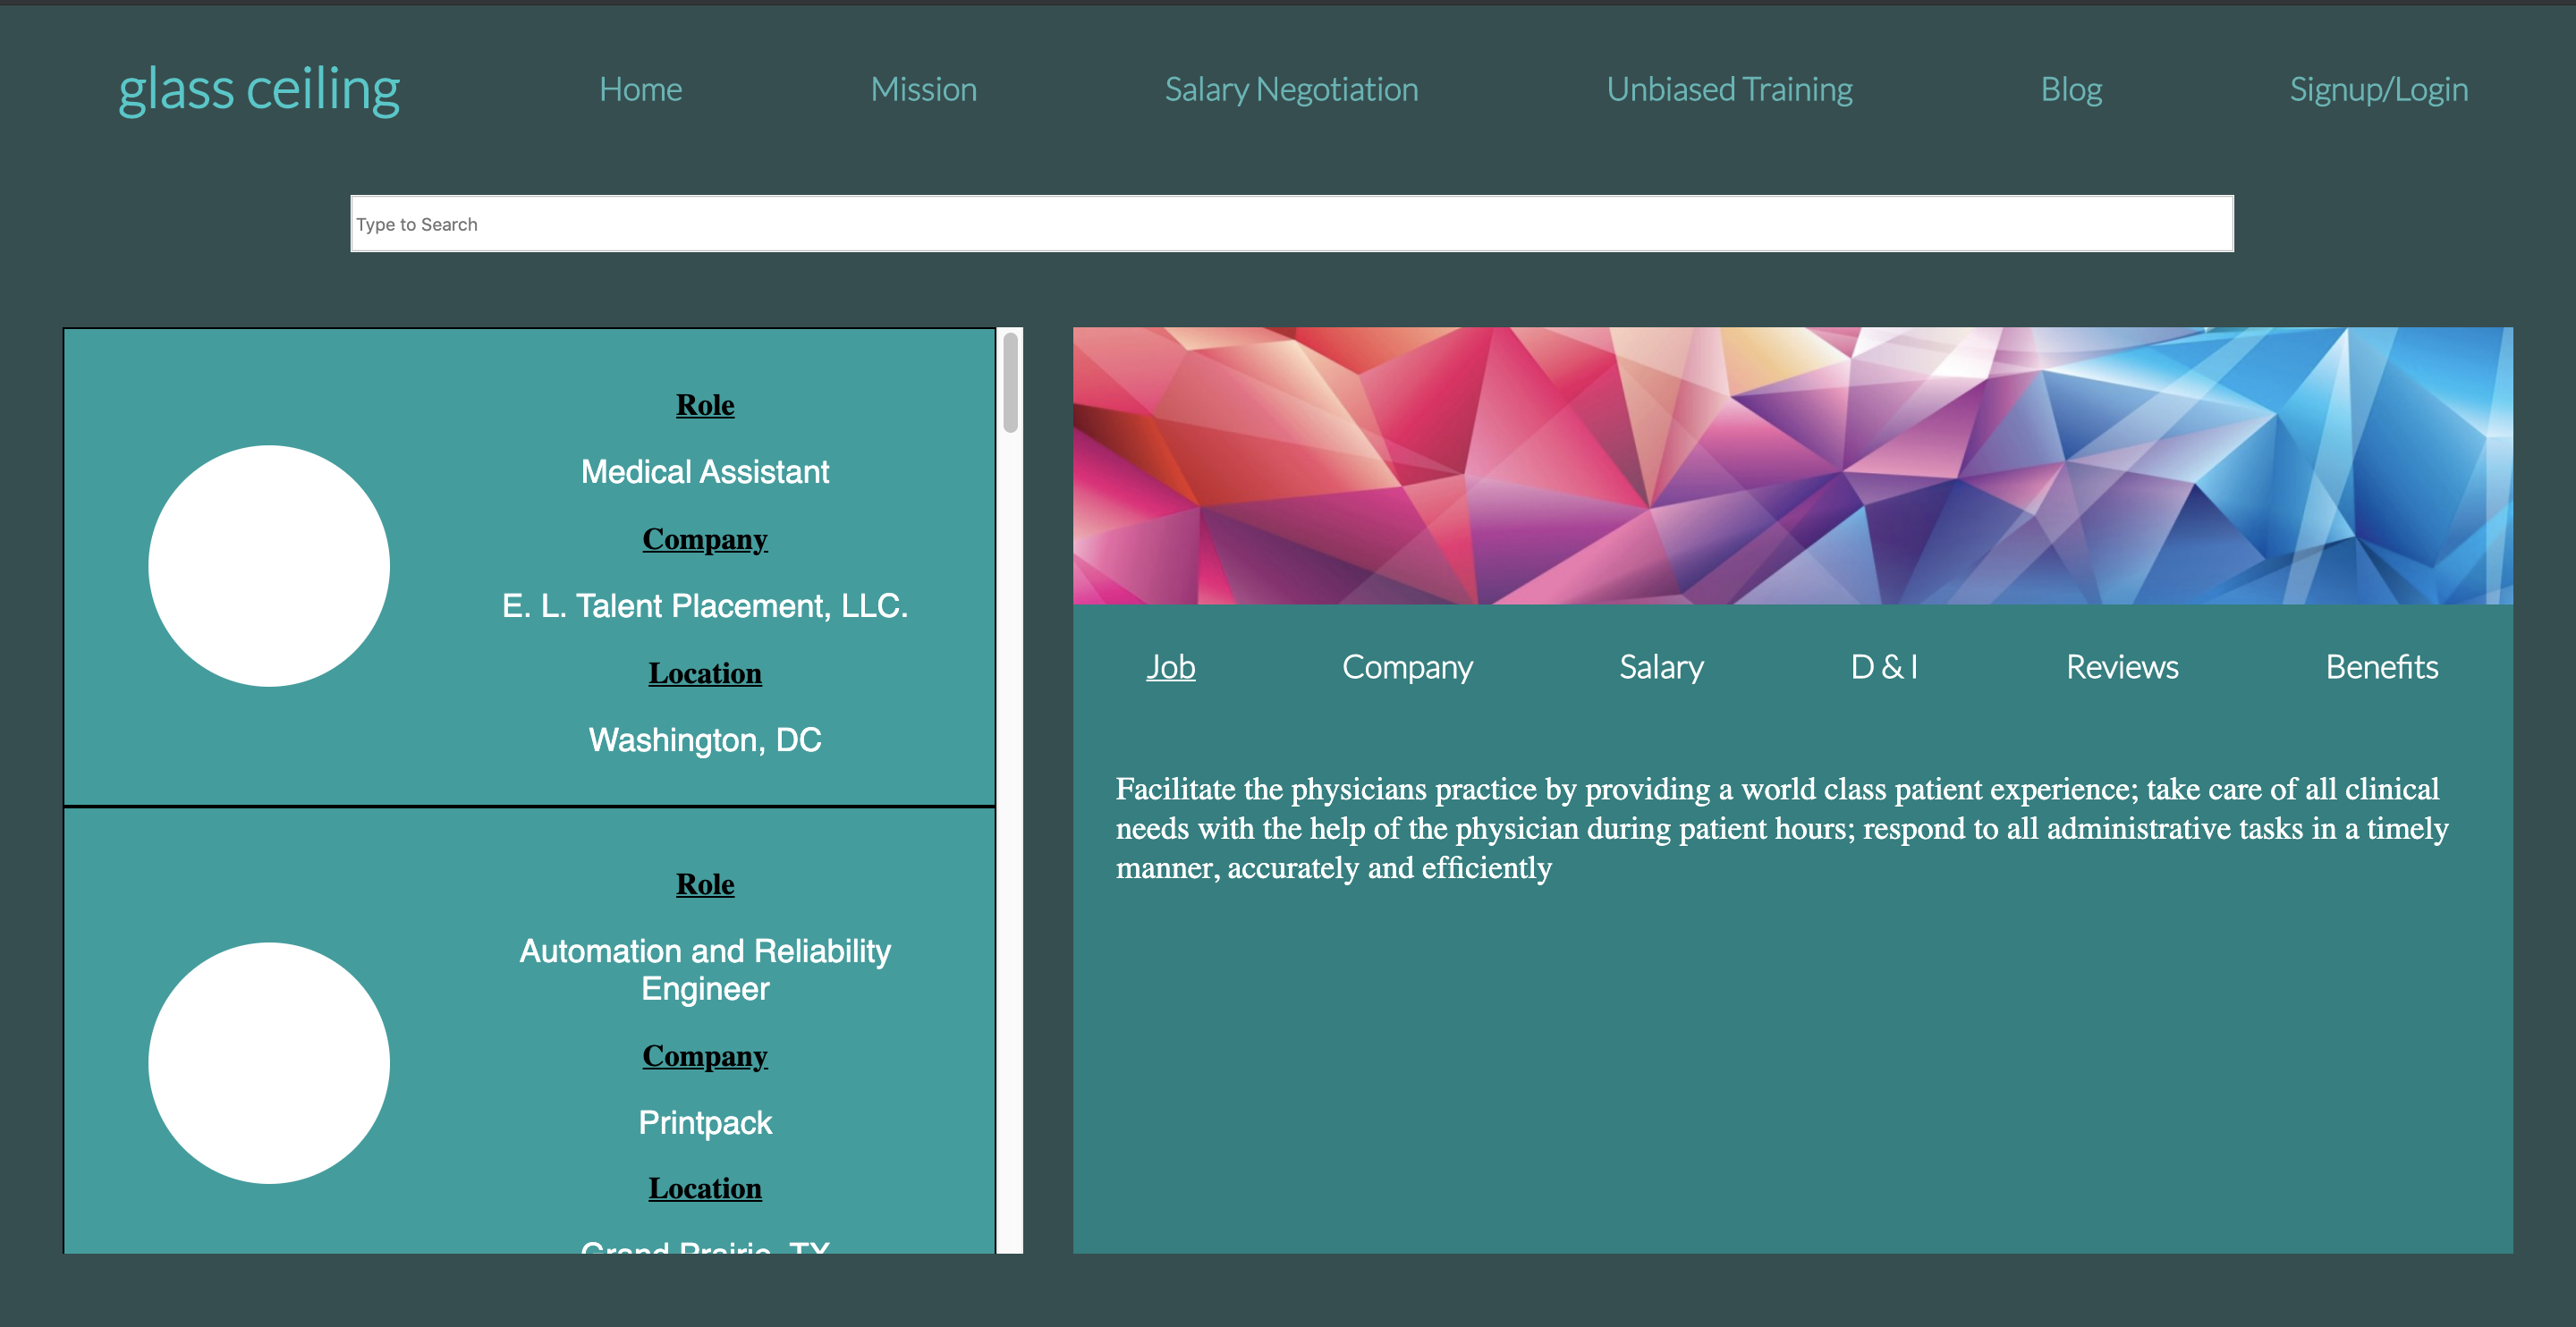 glass ceiling
Home
Mission
Salary Negotiation
Unbiased Training
Blog
Signup/Login
Type to Search
Role
Medical Assistant
Company
E. L. Talent Placement, LLC.
Location
Washington, DC
Role
Automation and Reliability
Engineer
Company
Printpack
Location
Grand Prairie, TX
Job
Company
Salary
D & I
Reviews
Benefits
Facilitate the physicians practice by providing a world class patient experience; take care of all clinical
needs with the help of the physician during patient hours; respond to all administrative tasks in a timely
manner, accurately and efficiently